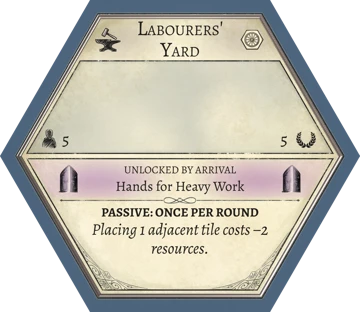 Labourers'
Yard
5
5
UNLOCKED BY ARRIVAL
Hands for Heavy Work
PASSIVE: ONCE PER ROUND
Placing 1 adjacent tile costs –2
resources.